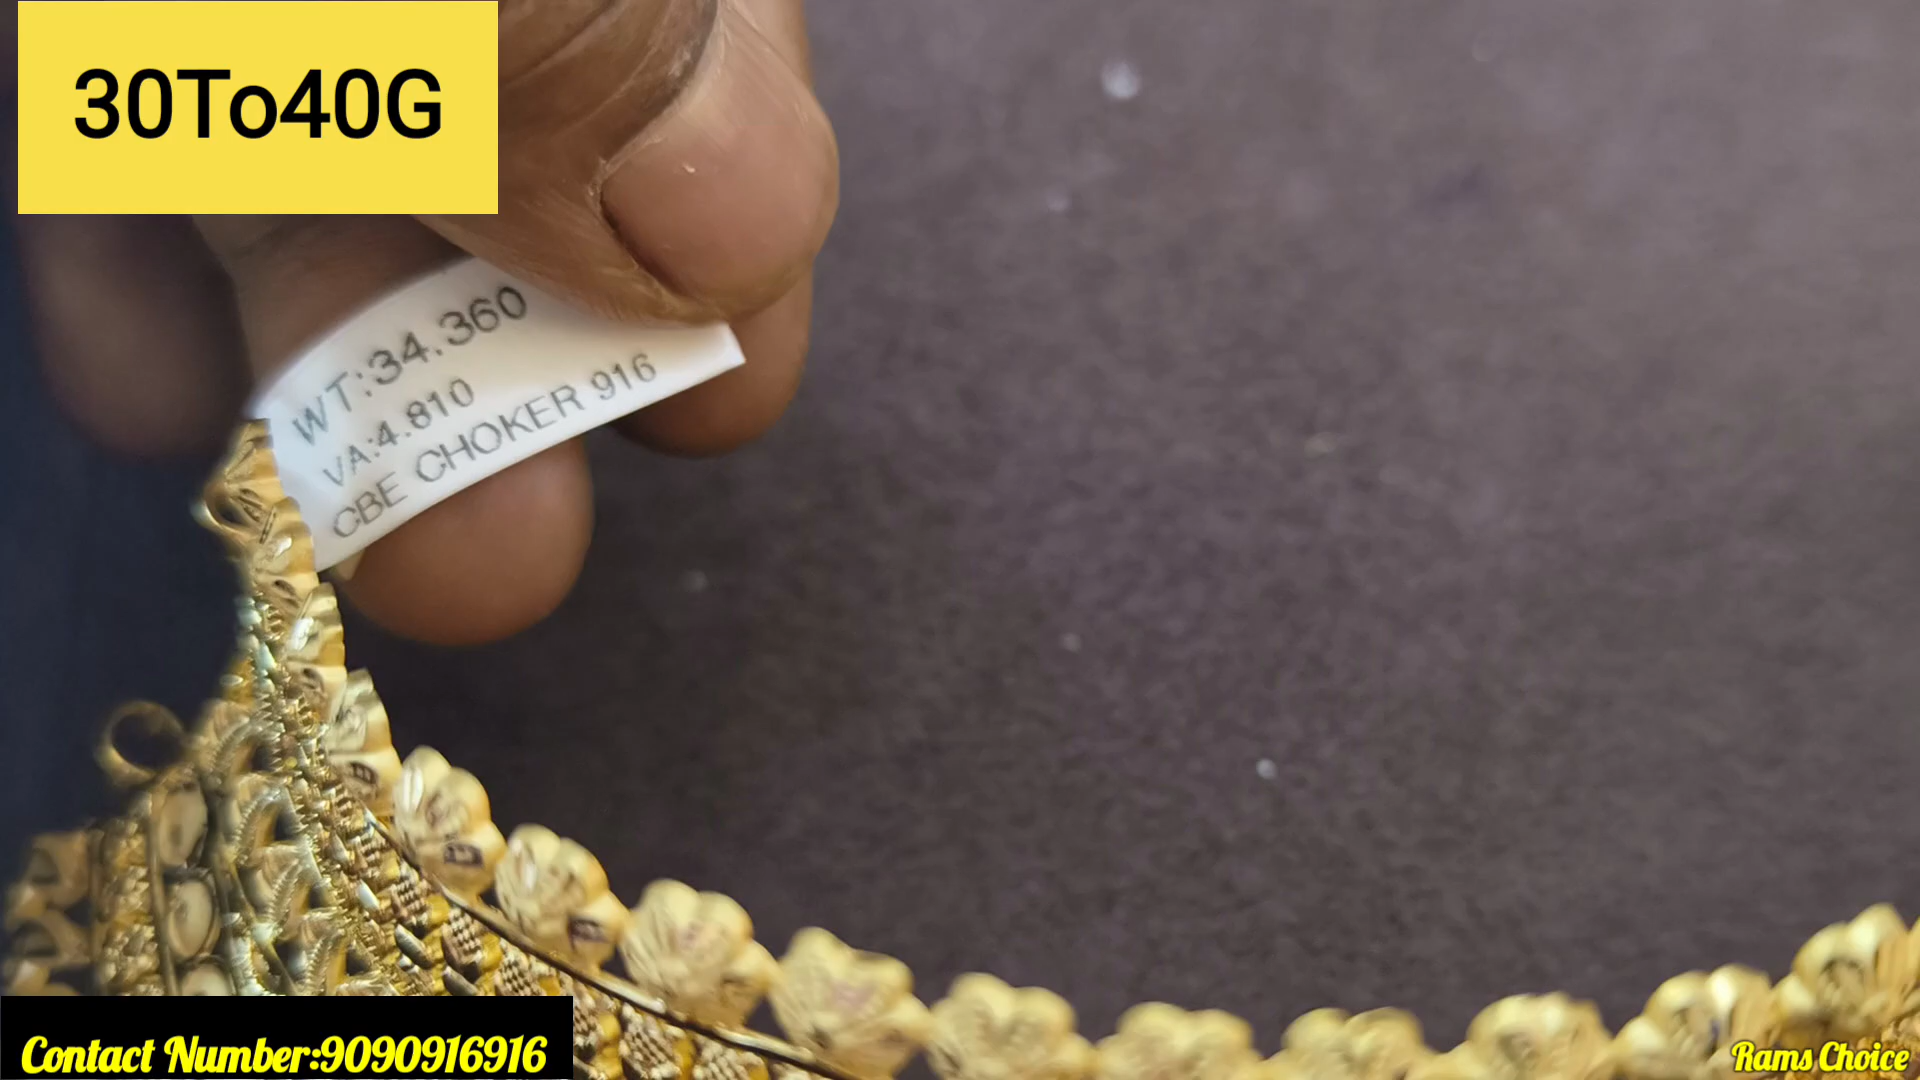 30To40G
WT:34.360
VA:4.810
CBE CHOKER 916
Contact Number:9090916916
Rams Choice